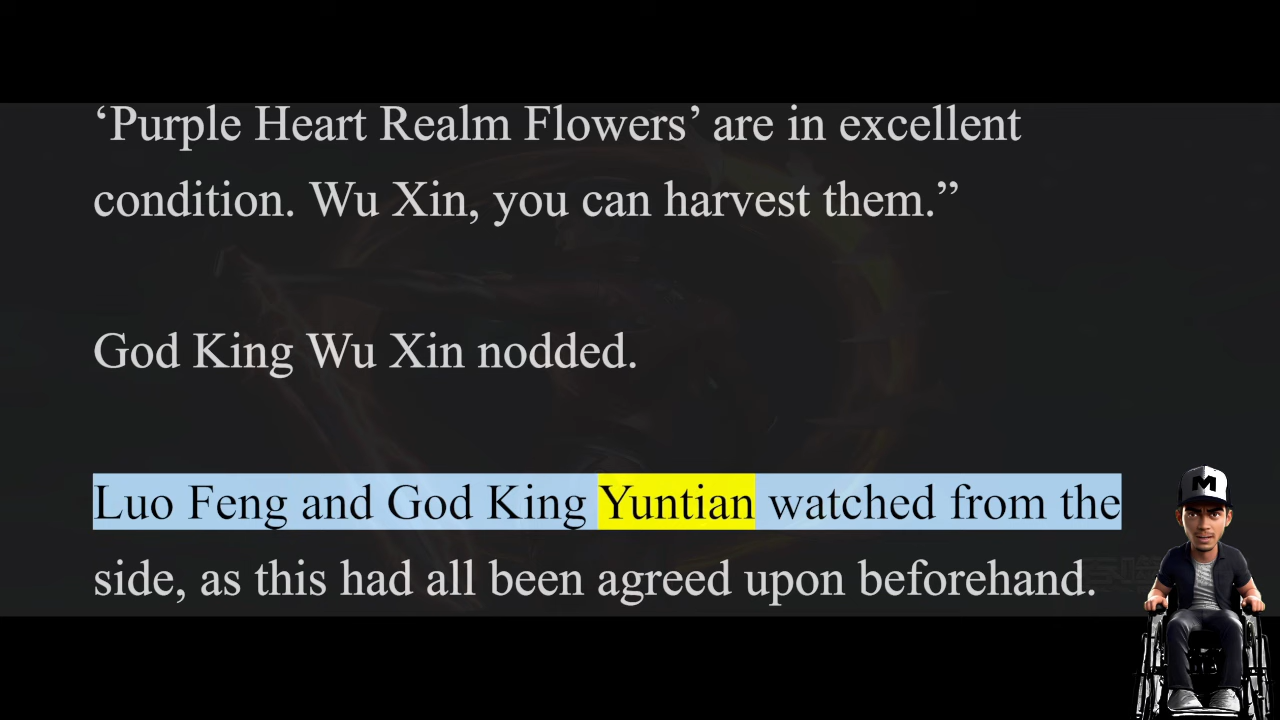 ‘Purple Heart Realm Flowers’ are in excellent
condition. Wu Xin, you can harvest them.”
God King Wu Xin nodded.
Luo Feng and God King Yuntian watched from the
side, as this had all been agreed upon beforehand.
M